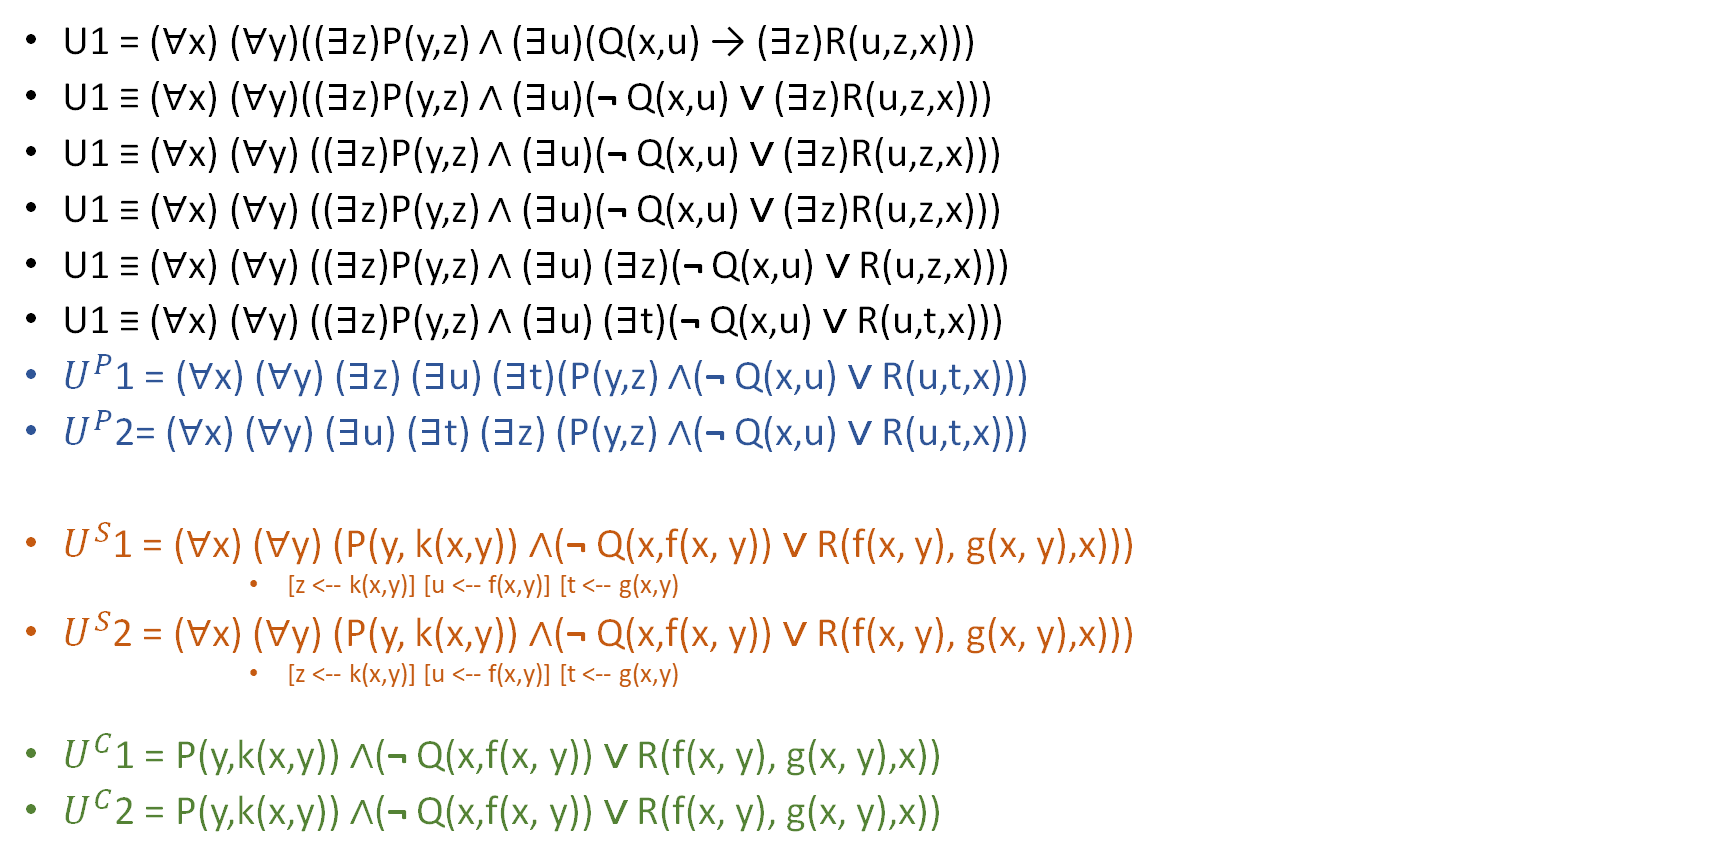 • U1 = (∀x) (∀y)((∃z)P(y,z) ∧ (∃u)(Q(x,u) → (∃z)R(u,z,x)))
• U1 ≡ (∀x) (∀y)((∃z)P(y,z) ∧ (∃u)(¬ Q(x,u) ∨ (∃z)R(u,z,x)))
• U1 ≡ (∀x) (∀y) ((∃z)P(y,z) ∧ (∃u)(¬ Q(x,u) ∨ (∃z)R(u,z,x)))
• U1 ≡ (∀x) (∀y) ((∃z)P(y,z) ∧ (∃u)(¬ Q(x,u) ∨ (∃z)R(u,z,x)))
• U1 ≡ (∀x) (∀y) ((∃z)P(y,z) ∧ (∃u) (∃z)(¬ Q(x,u) ∨ R(u,z,x)))
• U1 ≡ (∀x) (∀y) ((∃z)P(y,z) ∧ (∃u) (∃t)(¬ Q(x,u) ∨ R(u,t,x)))
• U^P1 = (∀x) (∀y) (∃z) (∃u) (∃t)(P(y,z) ∧(¬ Q(x,u) ∨ R(u,t,x)))
• U^P2= (∀x) (∀y) (∃u) (∃t) (∃z) (P(y,z) ∧(¬ Q(x,u) ∨ R(u,t,x)))
• U^S1 = (∀x) (∀y) (P(y, k(x,y)) ∧(¬ Q(x,f(x, y)) ∨ R(f(x, y), g(x, y),x)))
• [z <-- k(x,y)] [u <-- f(x,y)] [t <-- g(x,y)
• U^S2 = (∀x) (∀y) (P(y, k(x,y)) ∧(¬ Q(x,f(x, y)) ∨ R(f(x, y), g(x, y),x)))
• [z <-- k(x,y)] [u <-- f(x,y)] [t <-- g(x,y)
• U^C1 = P(y,k(x,y)) ∧(¬ Q(x,f(x, y)) ∨ R(f(x, y), g(x, y),x))
• U^C2 = P(y,k(x,y)) ∧(¬ Q(x,f(x, y)) ∨ R(f(x, y), g(x, y),x))